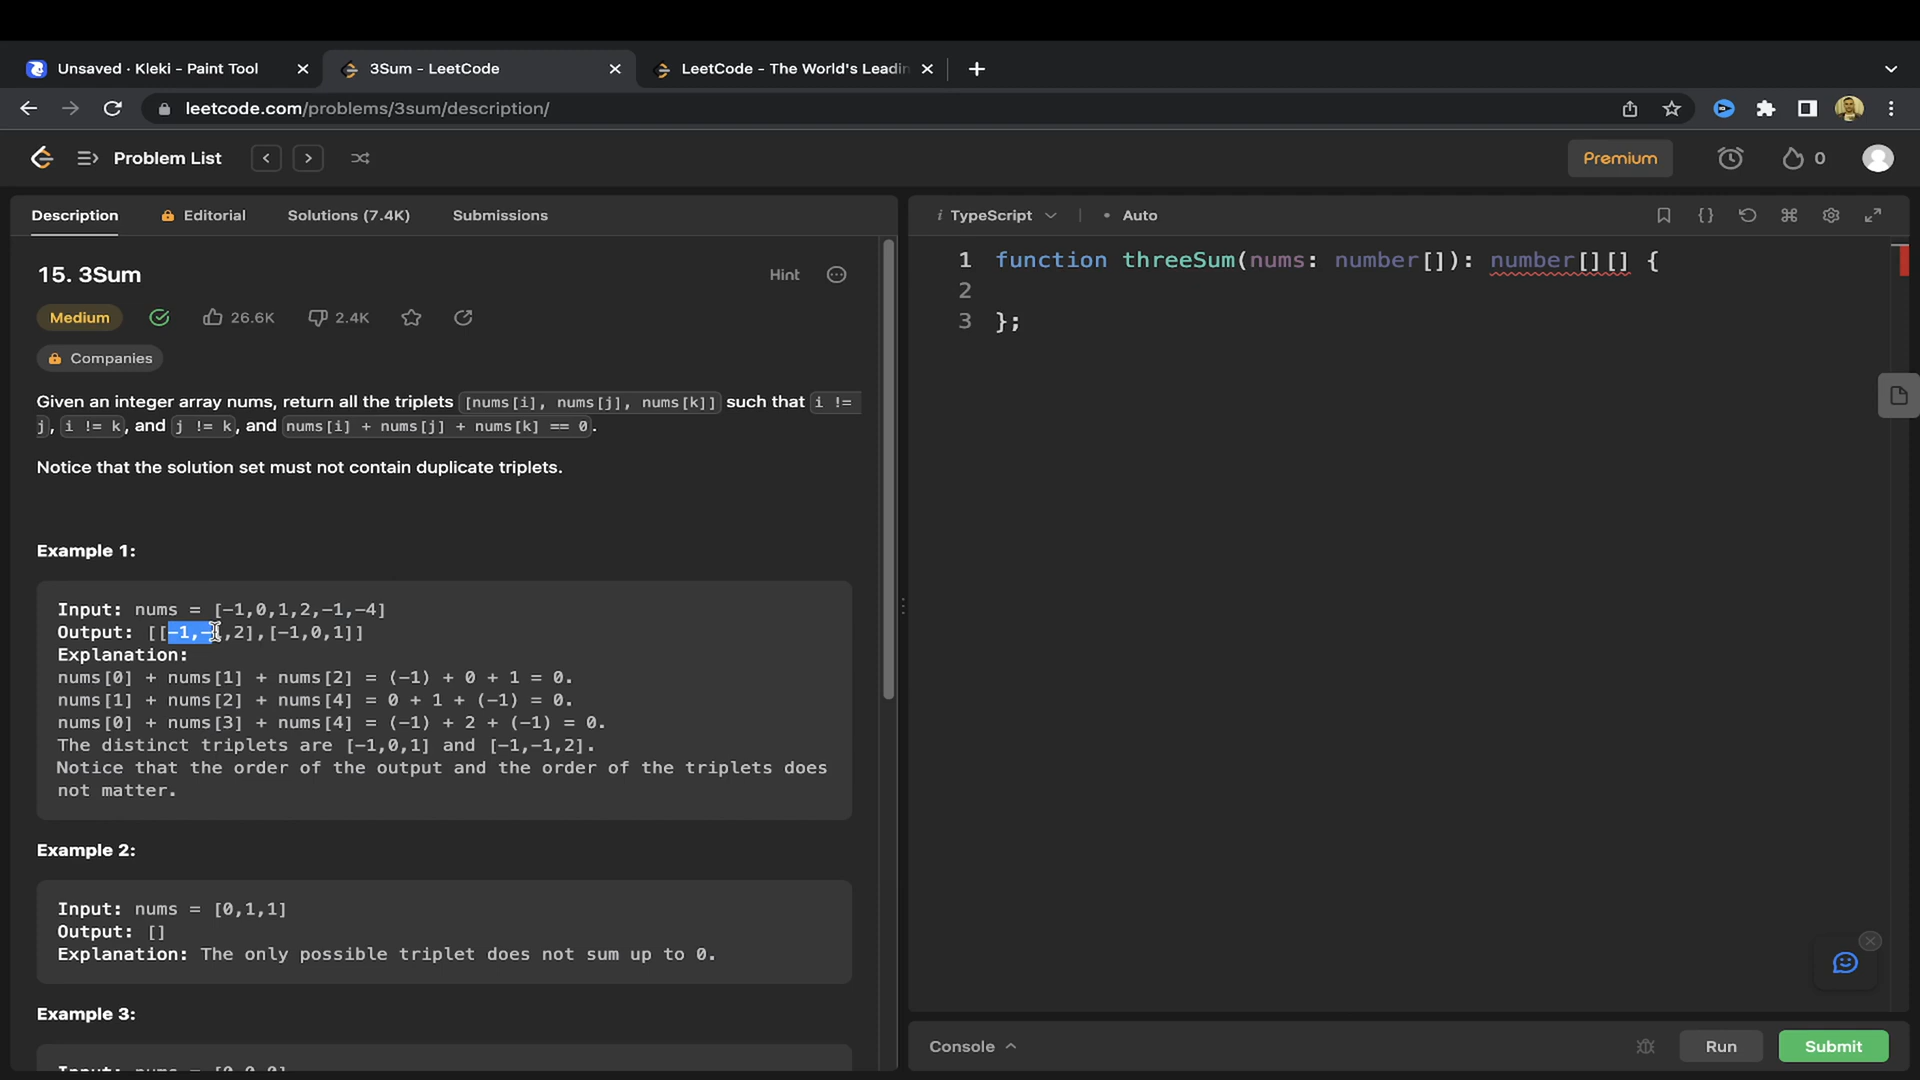 Unsaved · Kleki – Paint Tool
3Sum - LeetCode
LeetCode - The World's Leadin
leetcode.com/problems/3sum/description/
Problem List
Premium
0
Description
Editorial
Solutions (7.4K)
Submissions
15. 3Sum
Hint
Medium
26.6K
2.4K
Companies
Given an integer array nums, return all the triplets [nums[i], nums[j], nums[k]] such that i !=
j, i != k, and j != k, and nums[i] + nums[j] + nums[k] == 0.
Notice that the solution set must not contain duplicate triplets.
Example 1:
Input: nums = [-1,0,1,2,-1,-4]
Output: [[-1,-1,2],[-1,0,1]]
Explanation:
nums[0] + nums[1] + nums[2] = (-1) + 0 + 1 = 0.
nums[1] + nums[2] + nums[4] = 0 + 1 + (-1) = 0.
nums[0] + nums[3] + nums[4] = (-1) + 2 + (-1) = 0.
The distinct triplets are [-1,0,1] and [-1,-1,2].
Notice that the order of the output and the order of the triplets does
not matter.
Example 2:
Input: nums = [0,1,1]
Output: []
Explanation: The only possible triplet does not sum up to 0.
Example 3:
Input: nums = [0,0,0]
i TypeScript
• Auto
1 function threeSum(nums: number[]): number[][] {
2
3 };
Console
Run
Submit